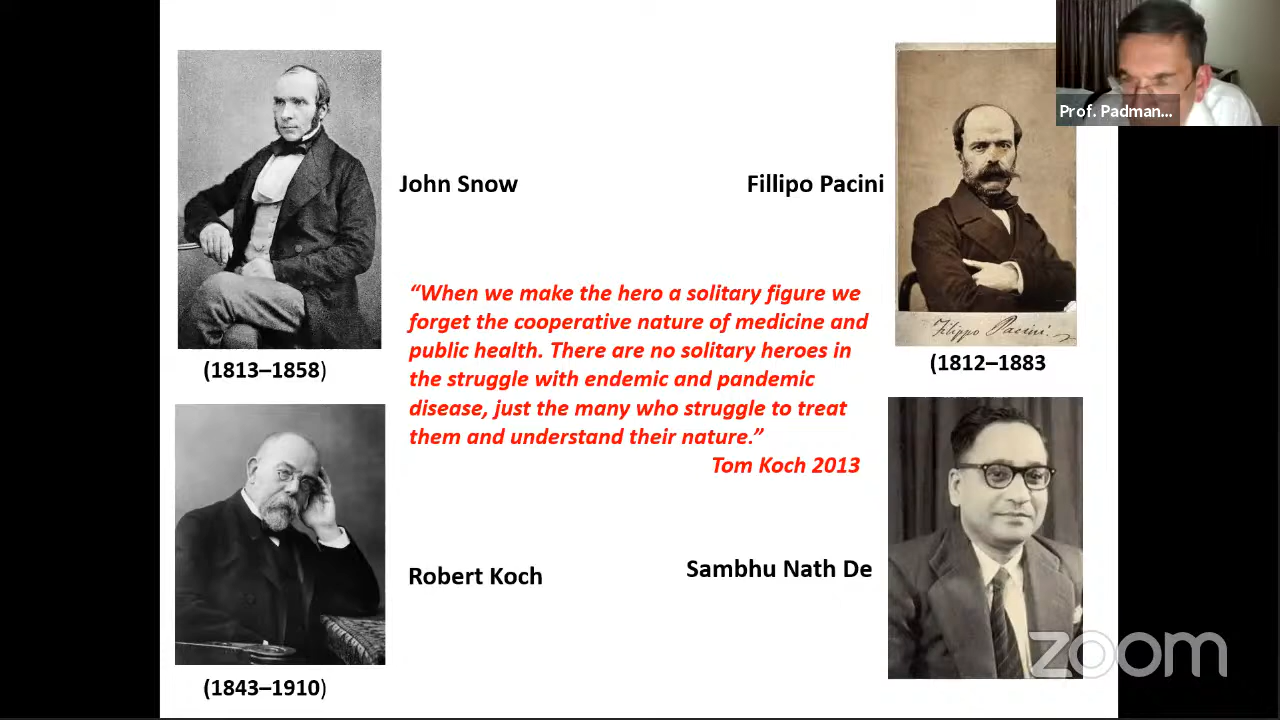 Prof. Padman...
John Snow
Fillipo Pacini
“When we make the hero a solitary figure we
forget the cooperative nature of medicine and
public health. There are no solitary heroes in
the struggle with endemic and pandemic
disease, just the many who struggle to treat
them and understand their nature.”
Tom Koch 2013
Filippo Pacini
(1813–1858)
(1812–1883
Robert Koch
Sambhu Nath De
(1843–1910)
zoom